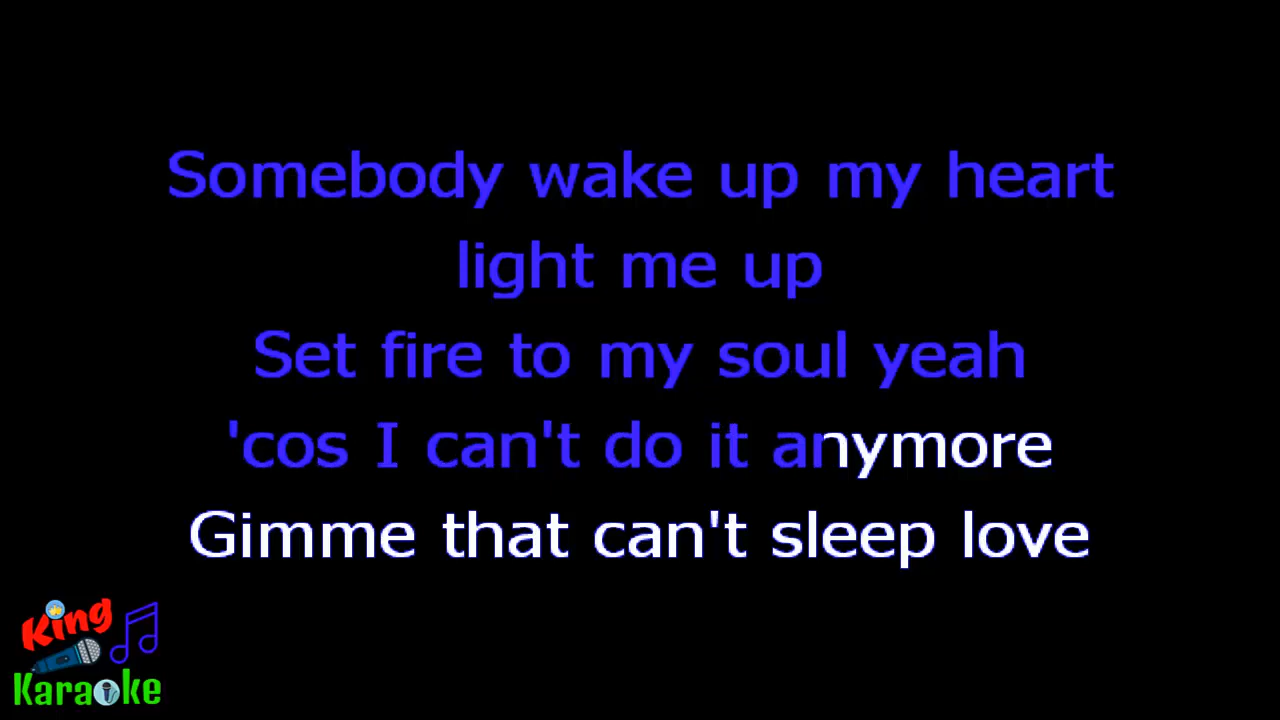 Somebody wake up my heart
light me up
Set fire to my soul yeah
'cos I can't do it anymore
Gimme that can't sleep love
King
Karaoke